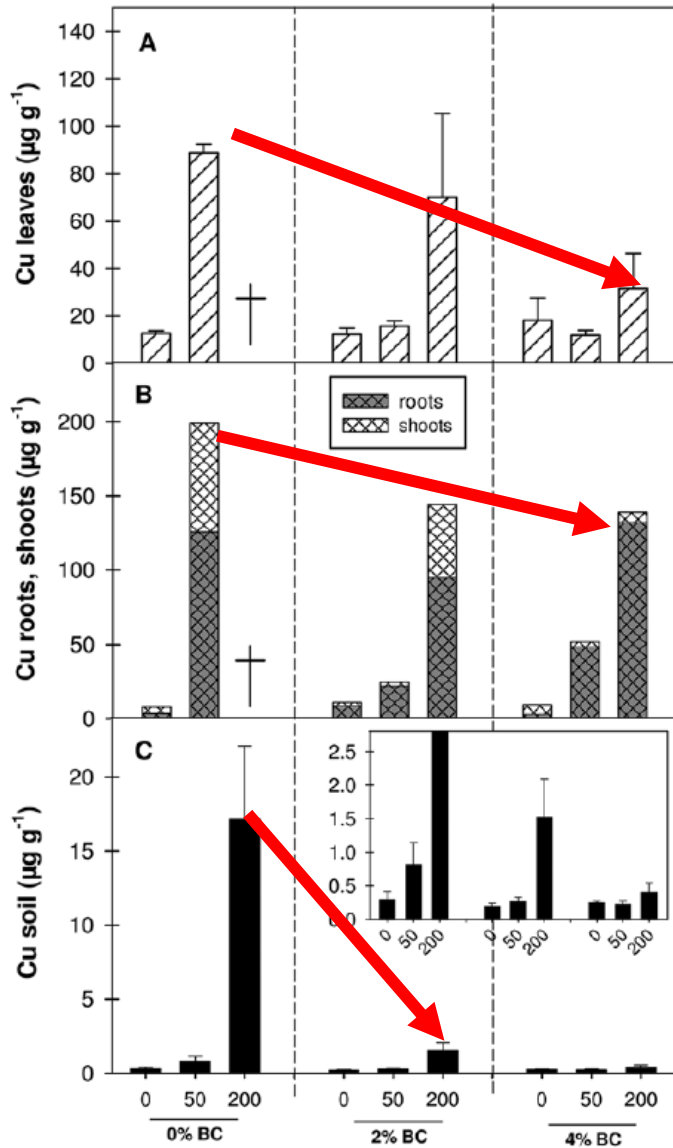 A
140
120
100
80
60
40
20
0
Cu leaves (µg g⁻¹)
B
roots
shoots
200
150
100
50
0
Cu roots, shoots (µg g⁻¹)
C
20
15
10
5
0
Cu soil (µg g⁻¹)
2.5
2.0
1.5
1.0
0.5
0.0
0 50 200 0 50 200 0 50 200
0 50 200 0 50 200 0 50 200
0% BC 2% BC 4% BC